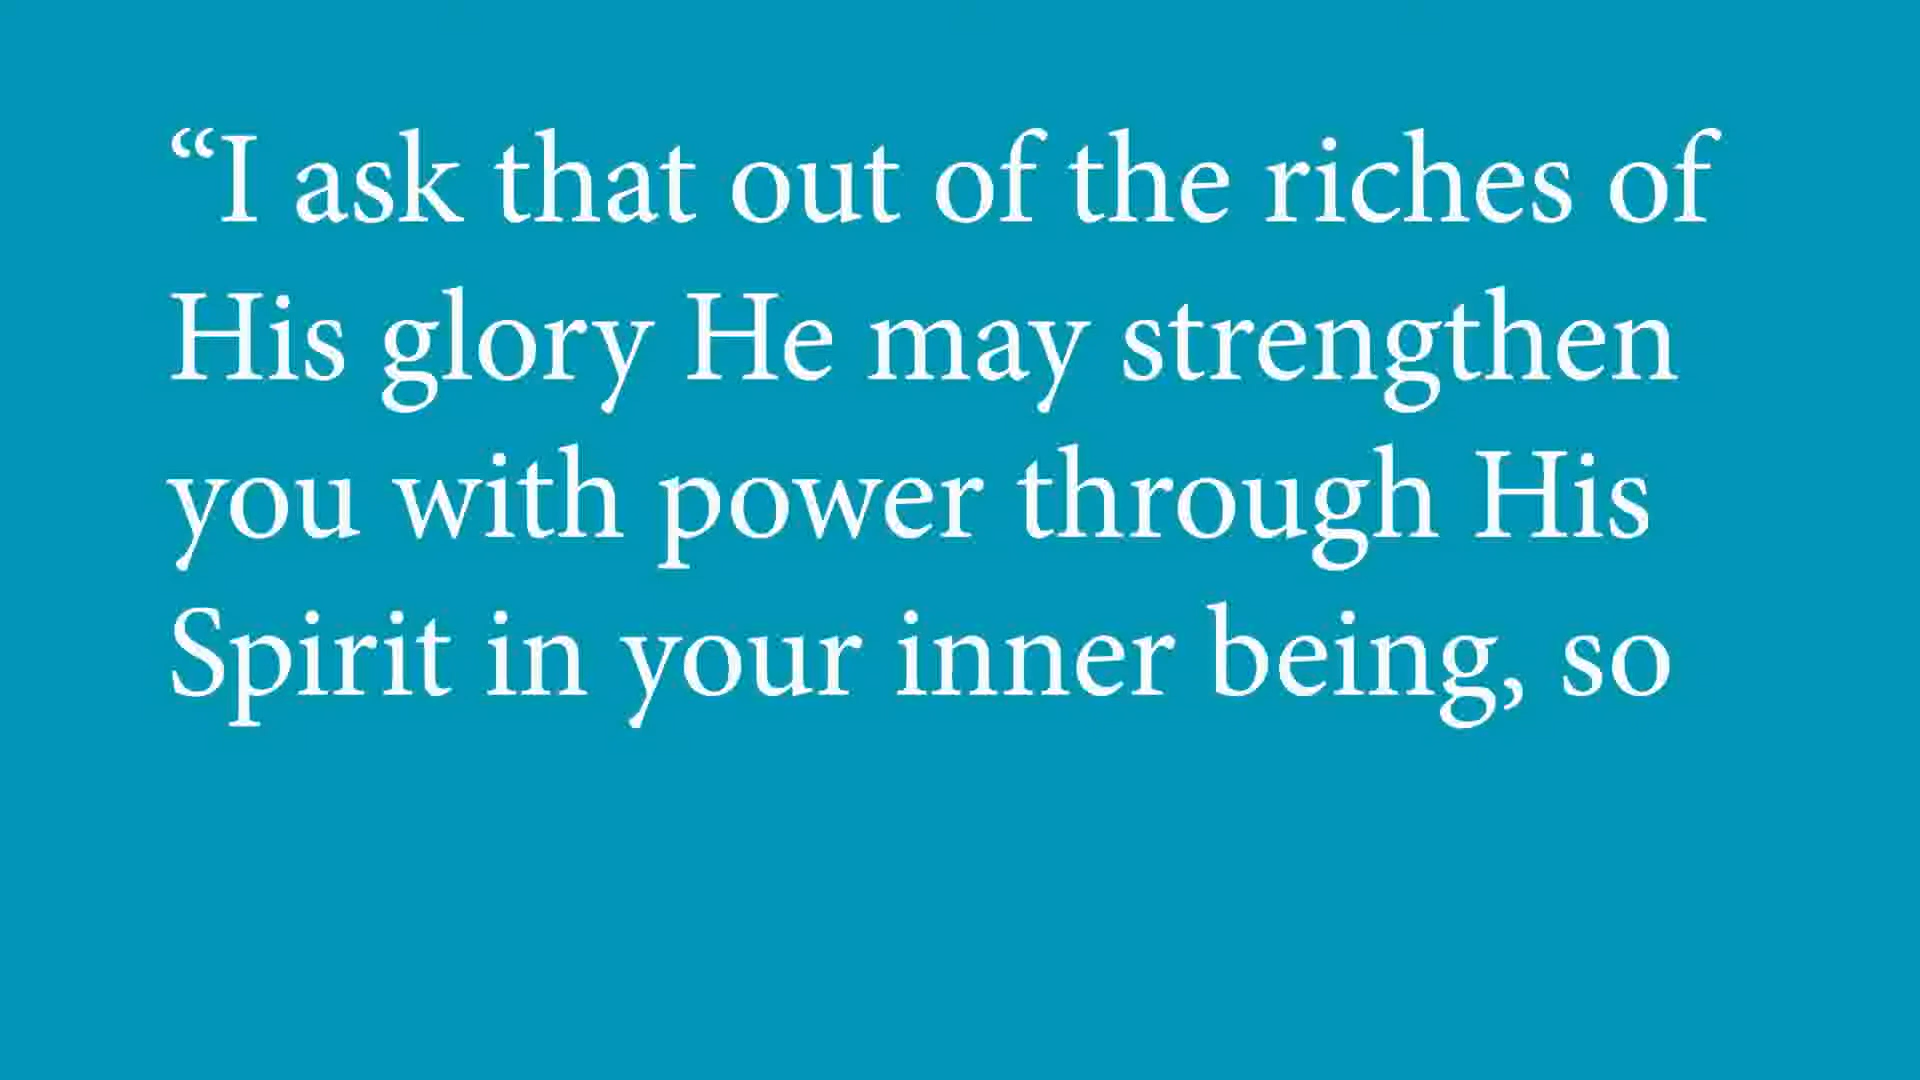 “I ask that out of the riches of
His glory He may strengthen
you with power through His
Spirit in your inner being, so